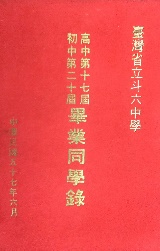 臺灣省立斗六中學
高中第十七屆
初中第二十屆
畢業同學錄
中華民國五十七年六月